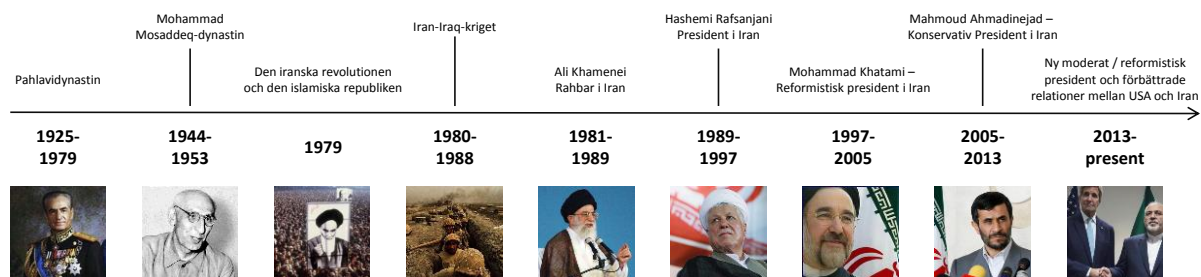 Pahlavidynastin
Mohammad
Mosaddeq-dynastin
Den iranska revolutionen
och den islamiska republiken
Iran-Iraq-kriget
Ali Khamenei
Rahbar i Iran
Hashemi Rafsanjani
President i Iran
Mohammad Khatami –
Reformistisk president i Iran
Mahmoud Ahmadinejad –
Konservativ President i Iran
Ny moderat / reformistisk
president och förbättrade
relationer mellan USA och Iran
1925-
1979
1944-
1953
1979
1980-
1988
1981-
1989
1989-
1997
1997-
2005
2005-
2013
2013-
present